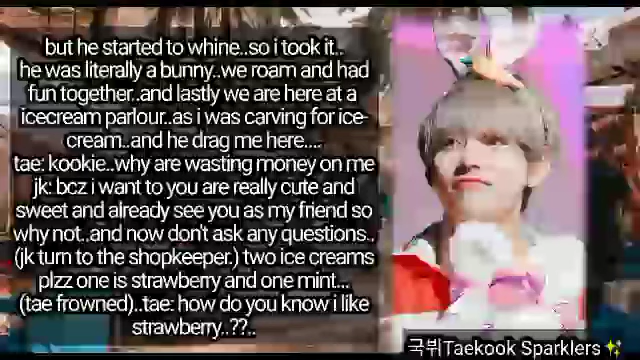 but he started to whine..so i took it..
he was literally a bunny..we roam and had
fun together..and lastly we are here at a
icecream parlour..as i was carving for ice-
cream..and he drag me here....
tae: kookie..why are wasting money on me
jk: bcz i want to you are really cute and
sweet and already see you as my friend so
why not..and now don't ask any questions..
(jk turn to the shopkeeper.) two ice creams
plzz one is strawberry and one mint...
(tae frowned)..tae: how do you know i like
strawberry..??..
국뷔Taekook Sparklers✨